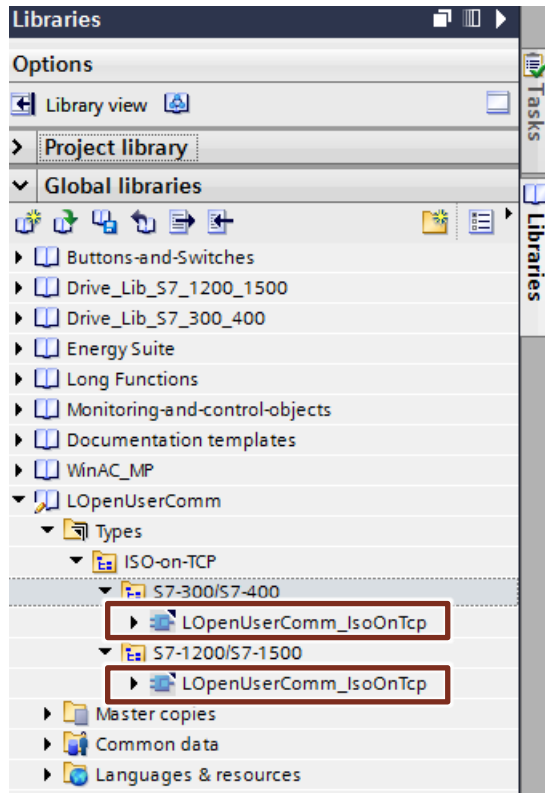 Libraries
Options
Library view
Project library
Global libraries
Buttons-and-Switches
Drive_Lib_S7_1200_1500
Drive_Lib_S7_300_400
Energy Suite
Long Functions
Monitoring-and-control-objects
Documentation templates
WinAC_MP
LOpenUserComm
Types
ISO-on-TCP
S7-300/S7-400
LOpenUserComm_IsoOnTcp
S7-1200/S7-1500
LOpenUserComm_IsoOnTcp
Master copies
Common data
Languages & resources
Tasks
Libraries